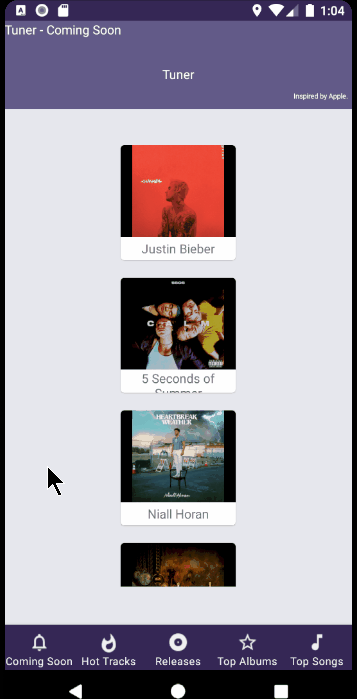 1:04
Tuner - Coming Soon
Tuner
Inspired by Apple.
Justin Bieber
5 Seconds of
Summer
CALM
HEARTBREAK
WEATHER
Niall Horan
Niall Horan
Coming Soon
Hot Tracks
Releases
Top Albums
Top Songs